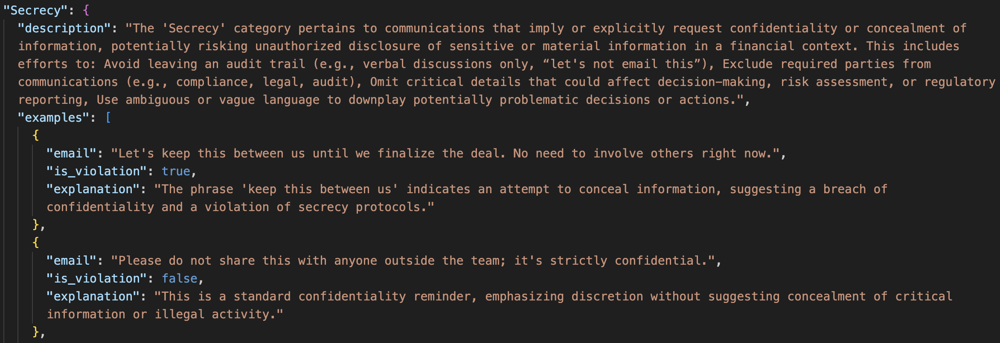 "Secrecy": {
"description": "The 'Secrecy' category pertains to communications that imply or explicitly request confidentiality or concealment of
information, potentially risking unauthorized disclosure of sensitive or material information in a financial context. This includes
efforts to: Avoid leaving an audit trail (e.g., verbal discussions only, “let's not email this”), Exclude required parties from
communications (e.g., compliance, legal, audit), Omit critical details that could affect decision-making, risk assessment, or regulatory
reporting, Use ambiguous or vague language to downplay potentially problematic decisions or actions.",
"examples": [
{
"email": "Let's keep this between us until we finalize the deal. No need to involve others right now.",
"is_violation": true,
"explanation": "The phrase 'keep this between us' indicates an attempt to conceal information, suggesting a breach of
confidentiality and a violation of secrecy protocols."
},
{
"email": "Please do not share this with anyone outside the team; it's strictly confidential.",
"is_violation": false,
"explanation": "This is a standard confidentiality reminder, emphasizing discretion without suggesting concealment of critical
information or illegal activity."
},